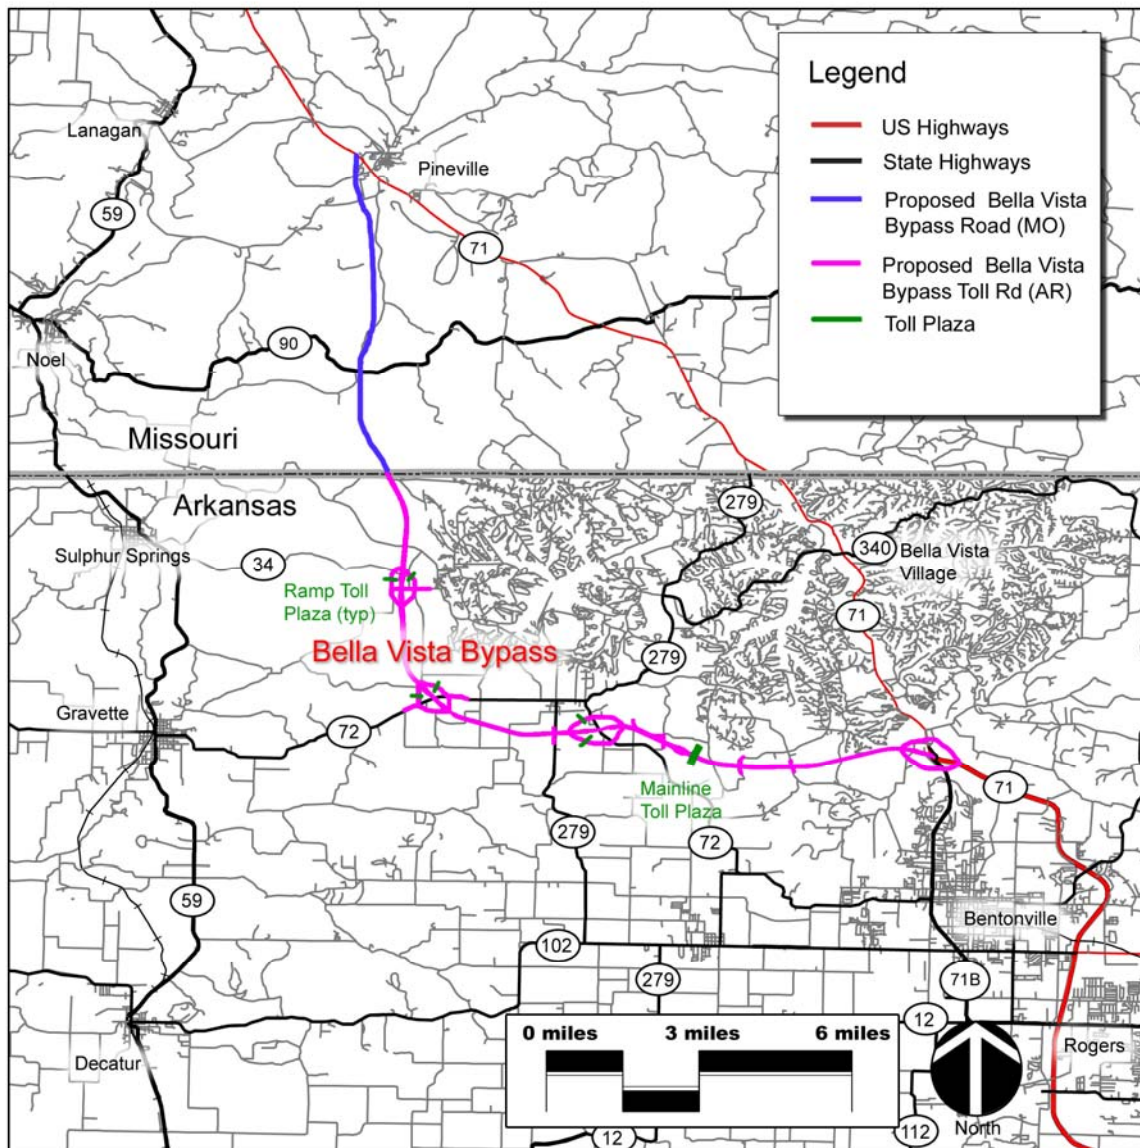 Legend
US Highways
State Highways
Proposed Bella Vista
Bypass Road (MO)
Proposed Bella Vista
Bypass Toll Rd (AR)
Toll Plaza
Lanagan
Pineville
59
71
90
Noel
Missouri
Arkansas
279
Sulphur Springs
34
340
Bella Vista
Village
Ramp Toll
Plaza (typ)
71
Bella Vista Bypass
279
Gravette
72
71
Mainline
Toll Plaza
279
72
59
Bentonville
102
279
71B
12
0 miles
3 miles
6 miles
Rogers
Decatur
North
12
112